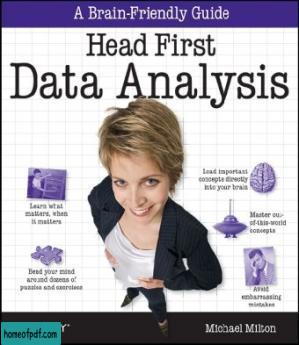 A Brain-Friendly Guide
Head First
Data Analysis
Load important
concepts directly
into your brain
Learn what
matters, when
it matters
Master out-
of-this-world
concepts
Bend your mind
around dozens of
puzzles and exercises
Avoid
embarrassing
mistakes
homeofpdf.com
Michael Milton